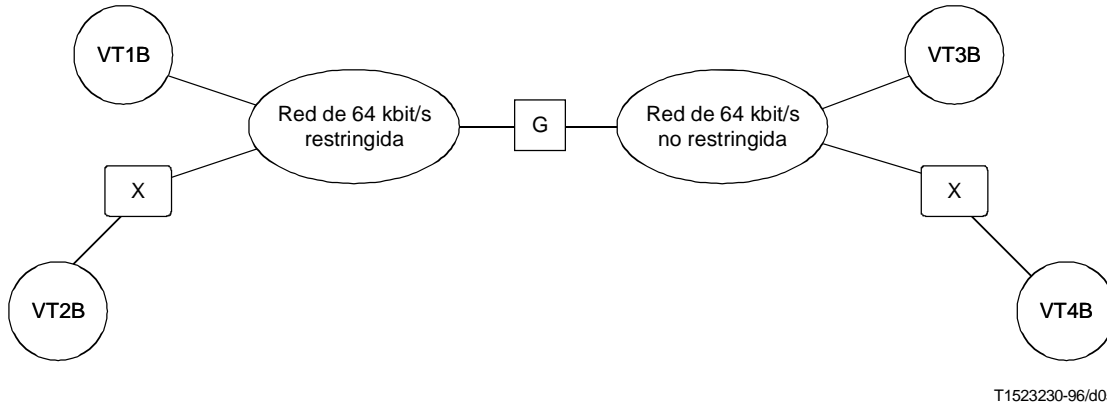 VT1B
VT3B
Red de 64 kbit/s
restringida
G
Red de 64 kbit/s
no restringida
X
X
VT2B
VT4B
T1523230-96/d0